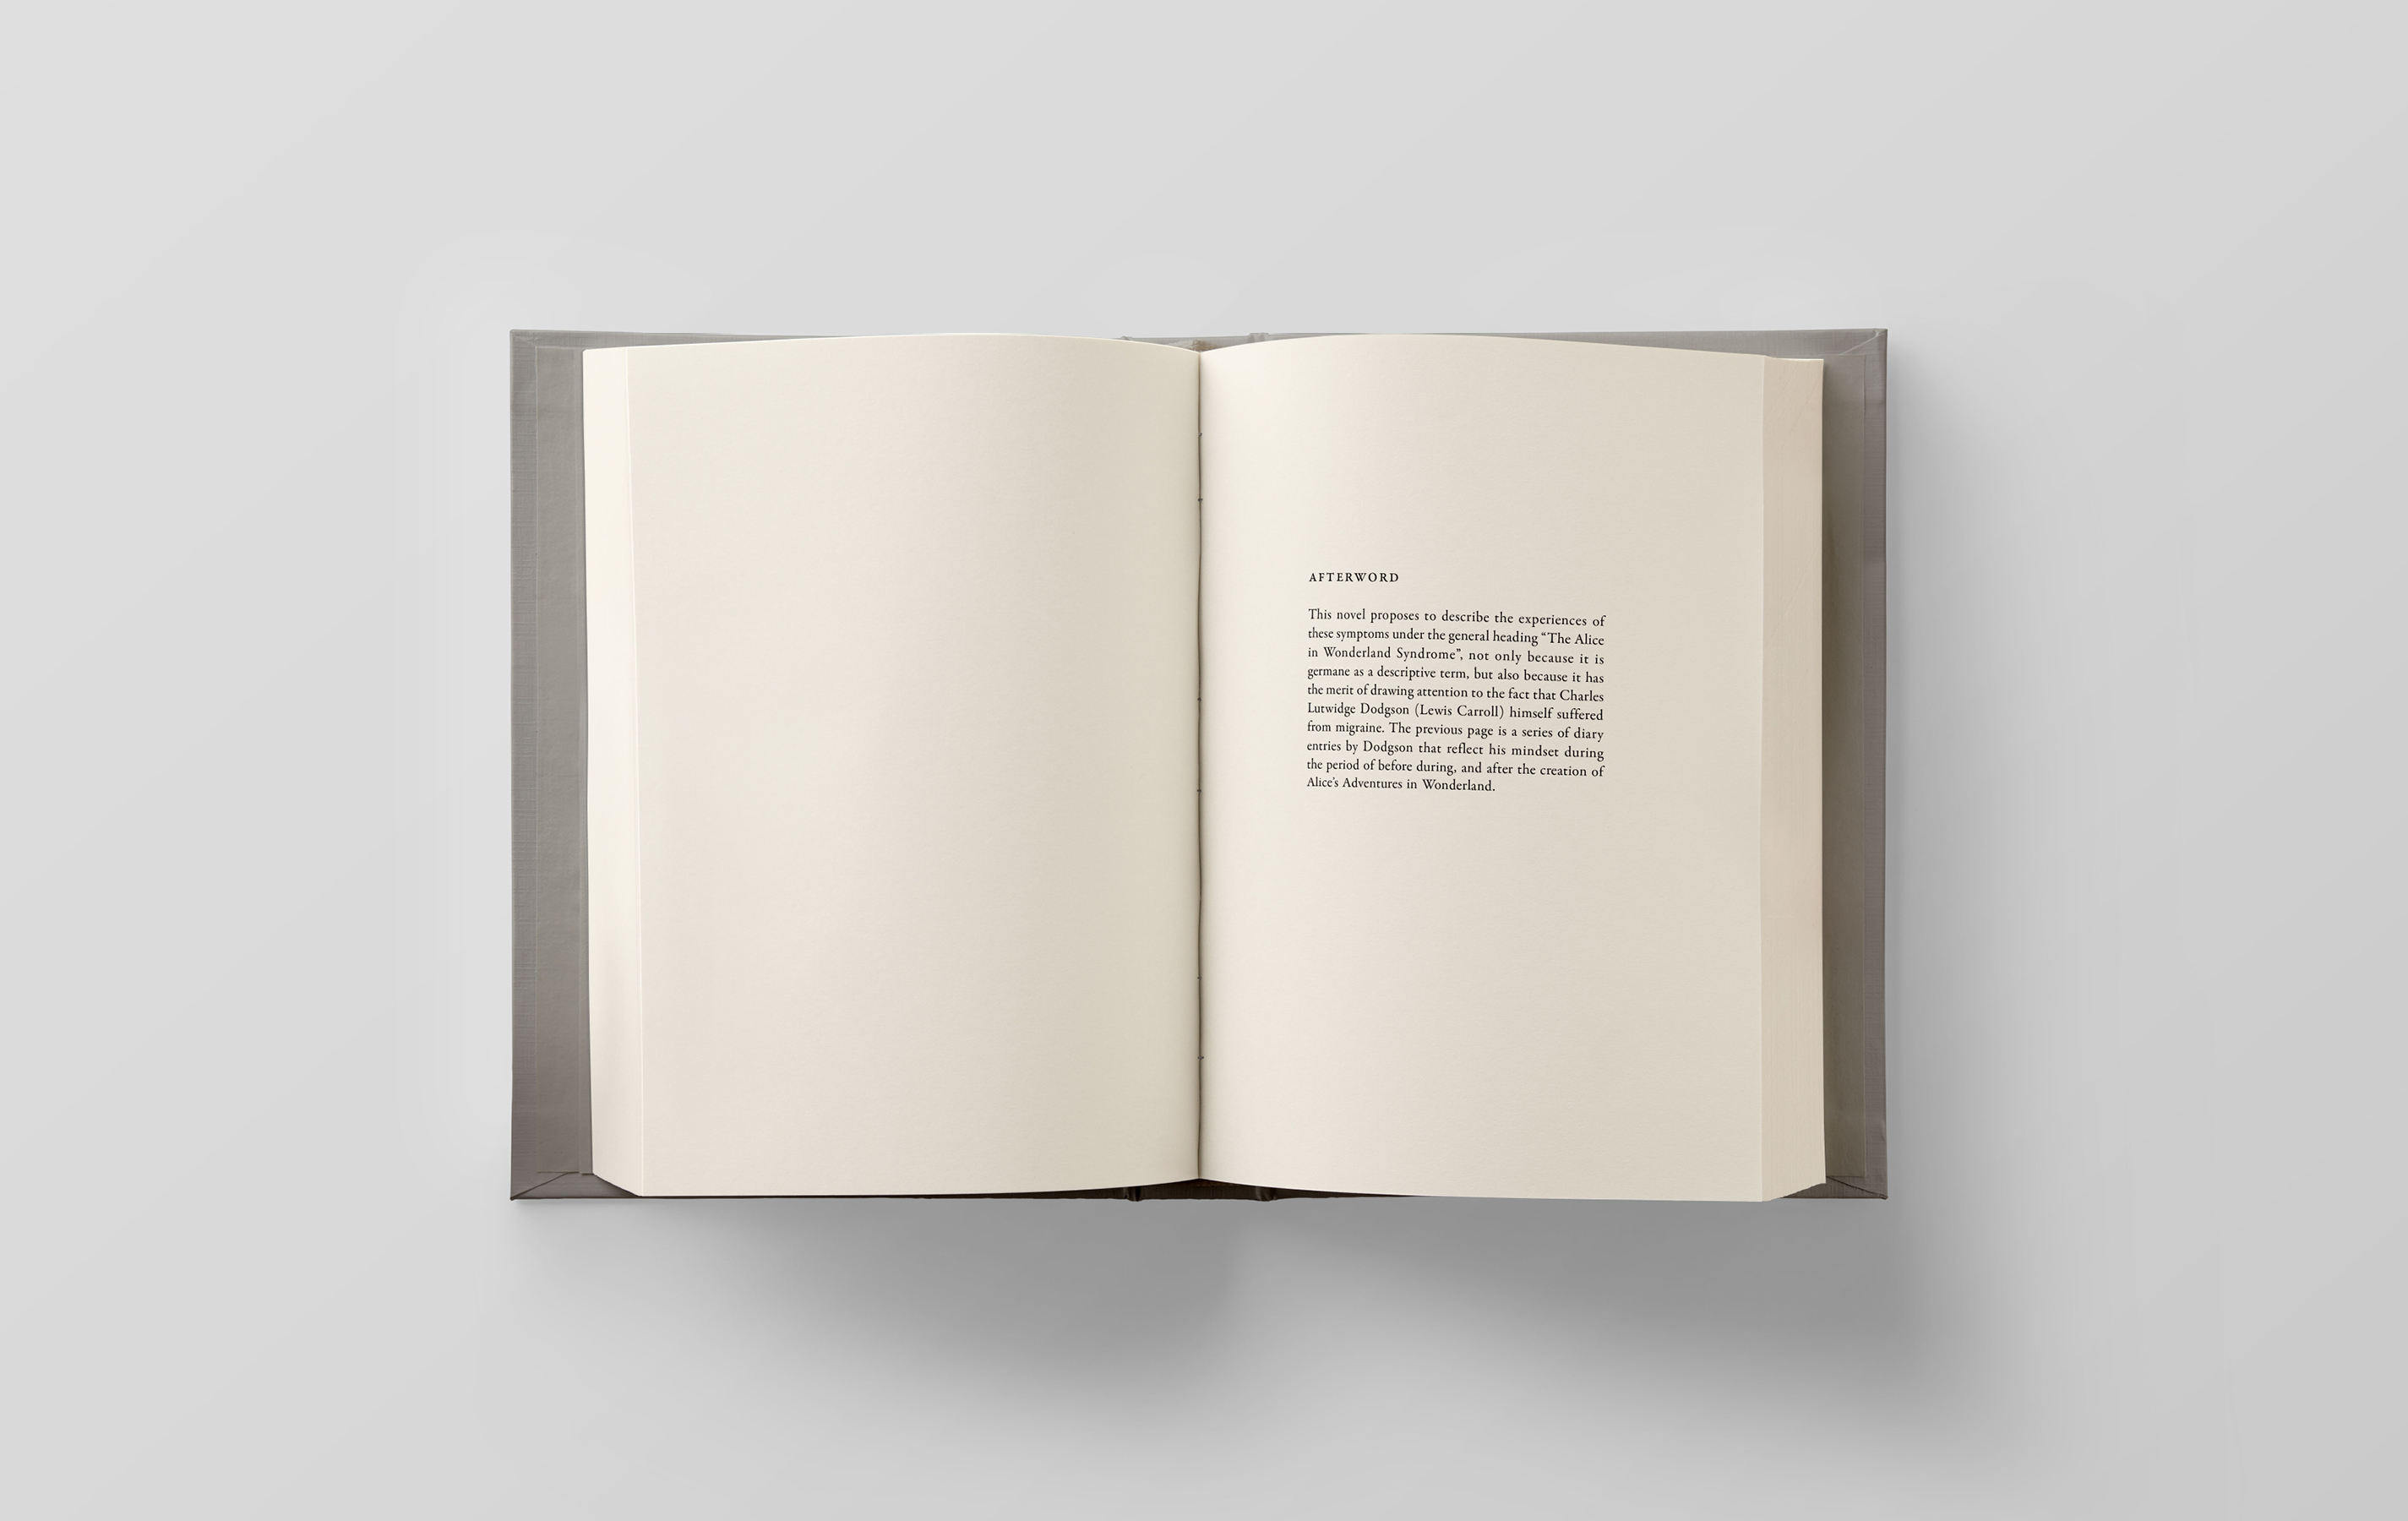 AFTERWORD
This novel proposes to describe the experiences of
these symptoms under the general heading “The Alice
in Wonderland Syndrome”, not only because it is
germane as a descriptive term, but also because it has
the merit of drawing attention to the fact that Charles
Lutwidge Dodgson (Lewis Carroll) himself suffered
from migraine. The previous page is a series of diary
entries by Dodgson that reflect his mindset during
the period of before during, and after the creation of
Alice’s Adventures in Wonderland.